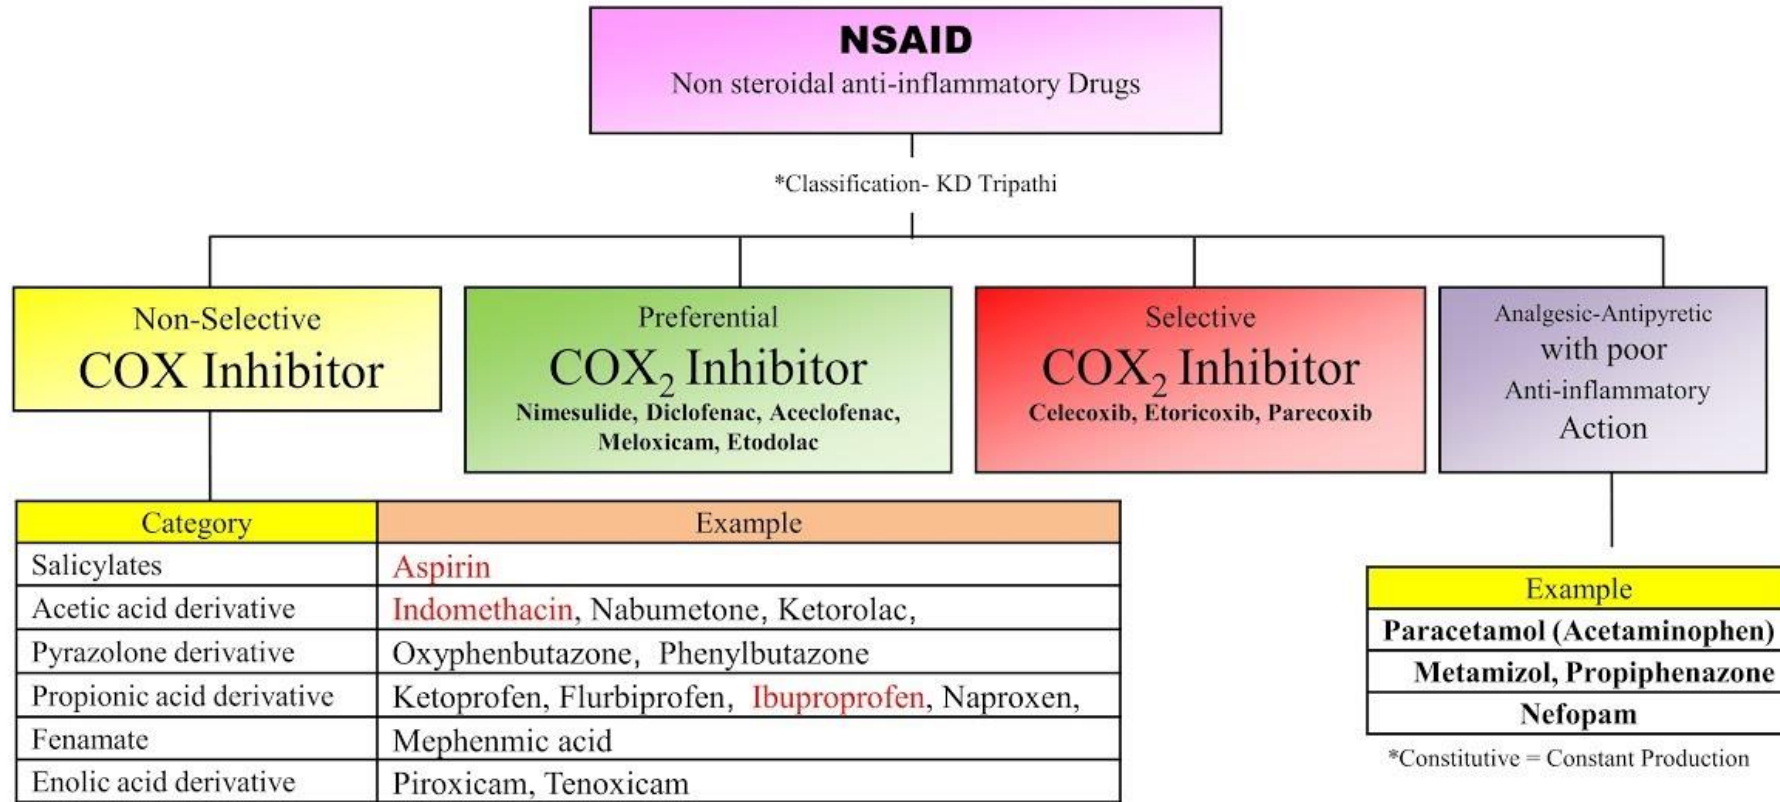 NSAID
Non steroidal anti-inflammatory Drugs
*Classification- KD Tripathi
Non-Selective
COX Inhibitor
Preferential
COX₂ Inhibitor
Nimesulide, Diclofenac, Aceclofenac,
Meloxicam, Etodolac
Selective
COX₂ Inhibitor
Celecoxib, Etoricoxib, Parecoxib
Analgesic-Antipyretic
with poor
Anti-inflammatory
Action
Category Example
Salicylates Aspirin
Acetic acid derivative Indomethacin, Nabumetone, Ketorolac,
Pyrazolone derivative Oxyphenbutazone, Phenylbutazone
Propionic acid derivative Ketoprofen, Flurbiprofen, Ibuproprofen, Naproxen,
Fenamate Mephenmic acid
Enolic acid derivative Piroxicam, Tenoxicam
Example
Paracetamol (Acetaminophen)
Metamizol, Propiphenazone
Nefopam
*Constitutive = Constant Production